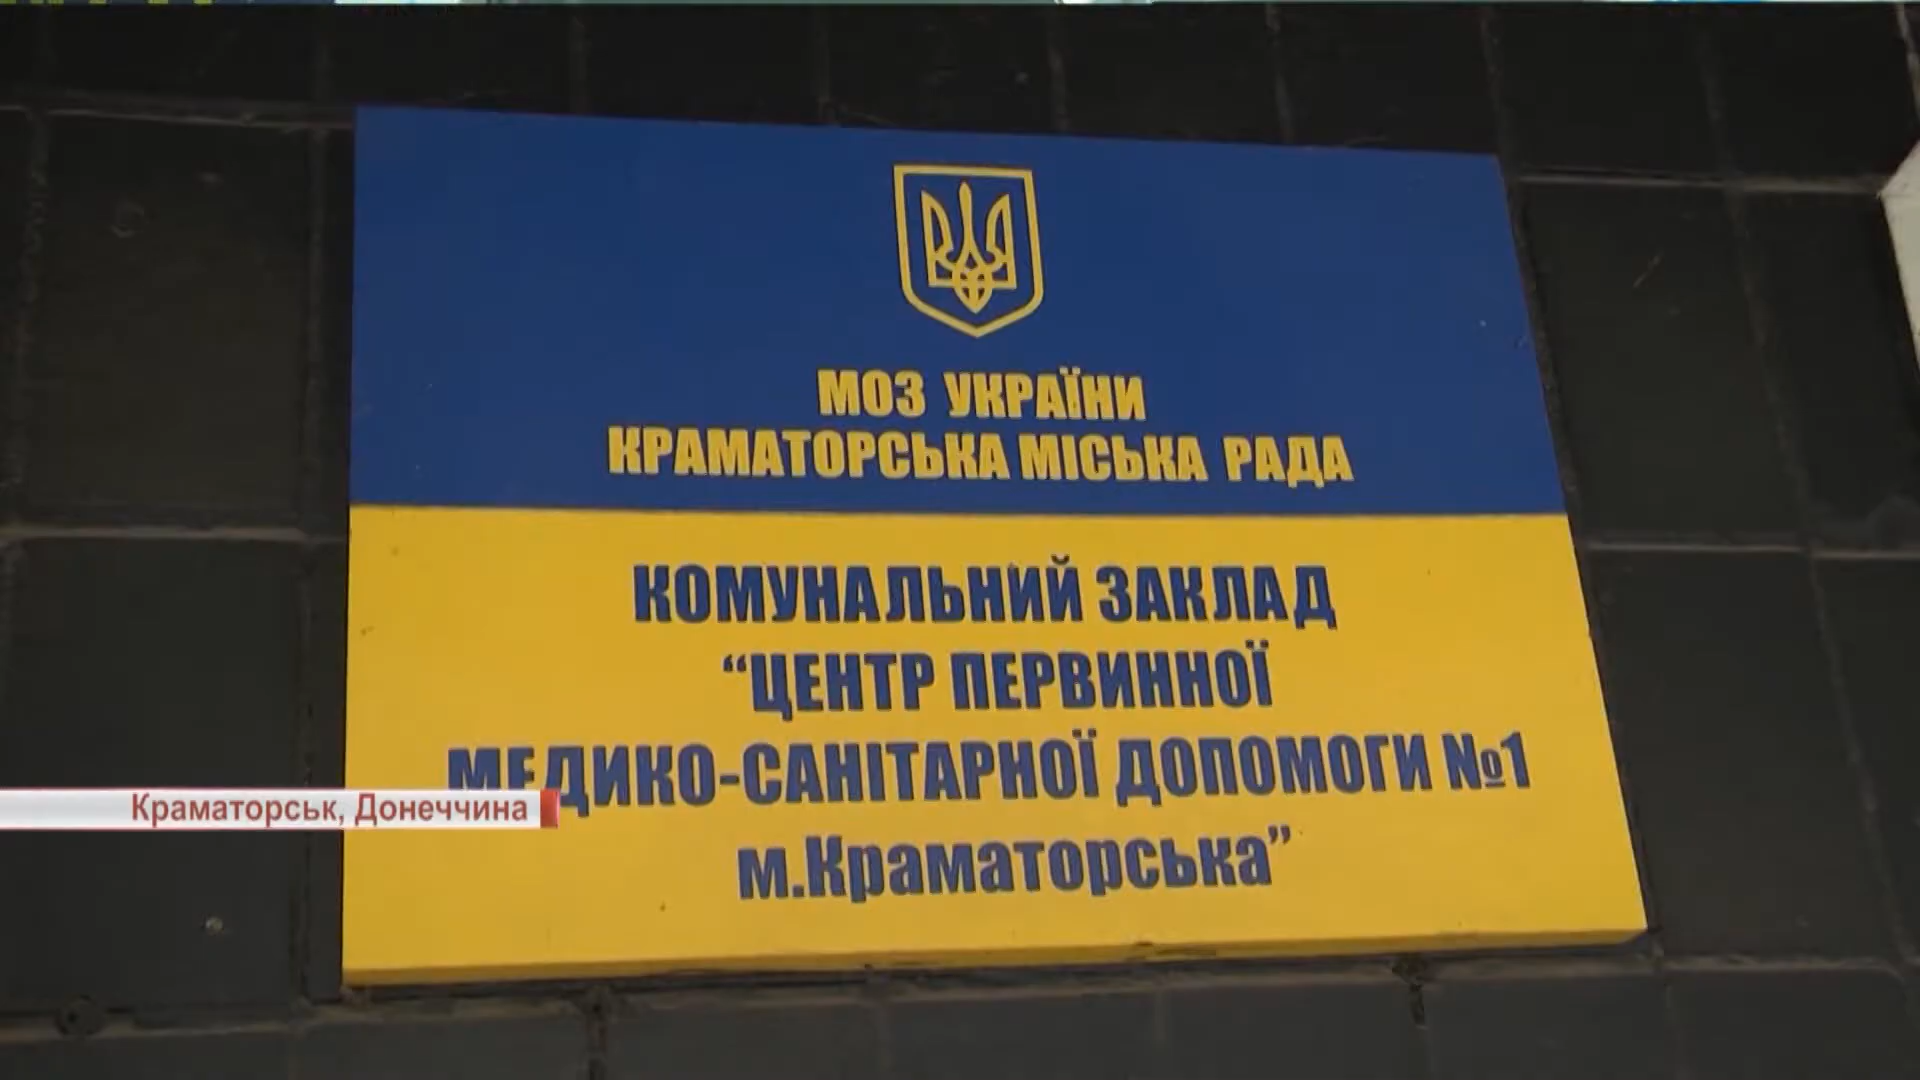 МОЗ УКРАЇНИ
КРАМАТОРСЬКА МІСЬКА РАДА
КОМУНАЛЬНИЙ ЗАКЛАД
“ЦЕНТР ПЕРВИННОЇ
МЕДИКО-САНІТАРНОЇ ДОПОМОГИ №1
м.Краматорська”
Краматорськ, Донеччина